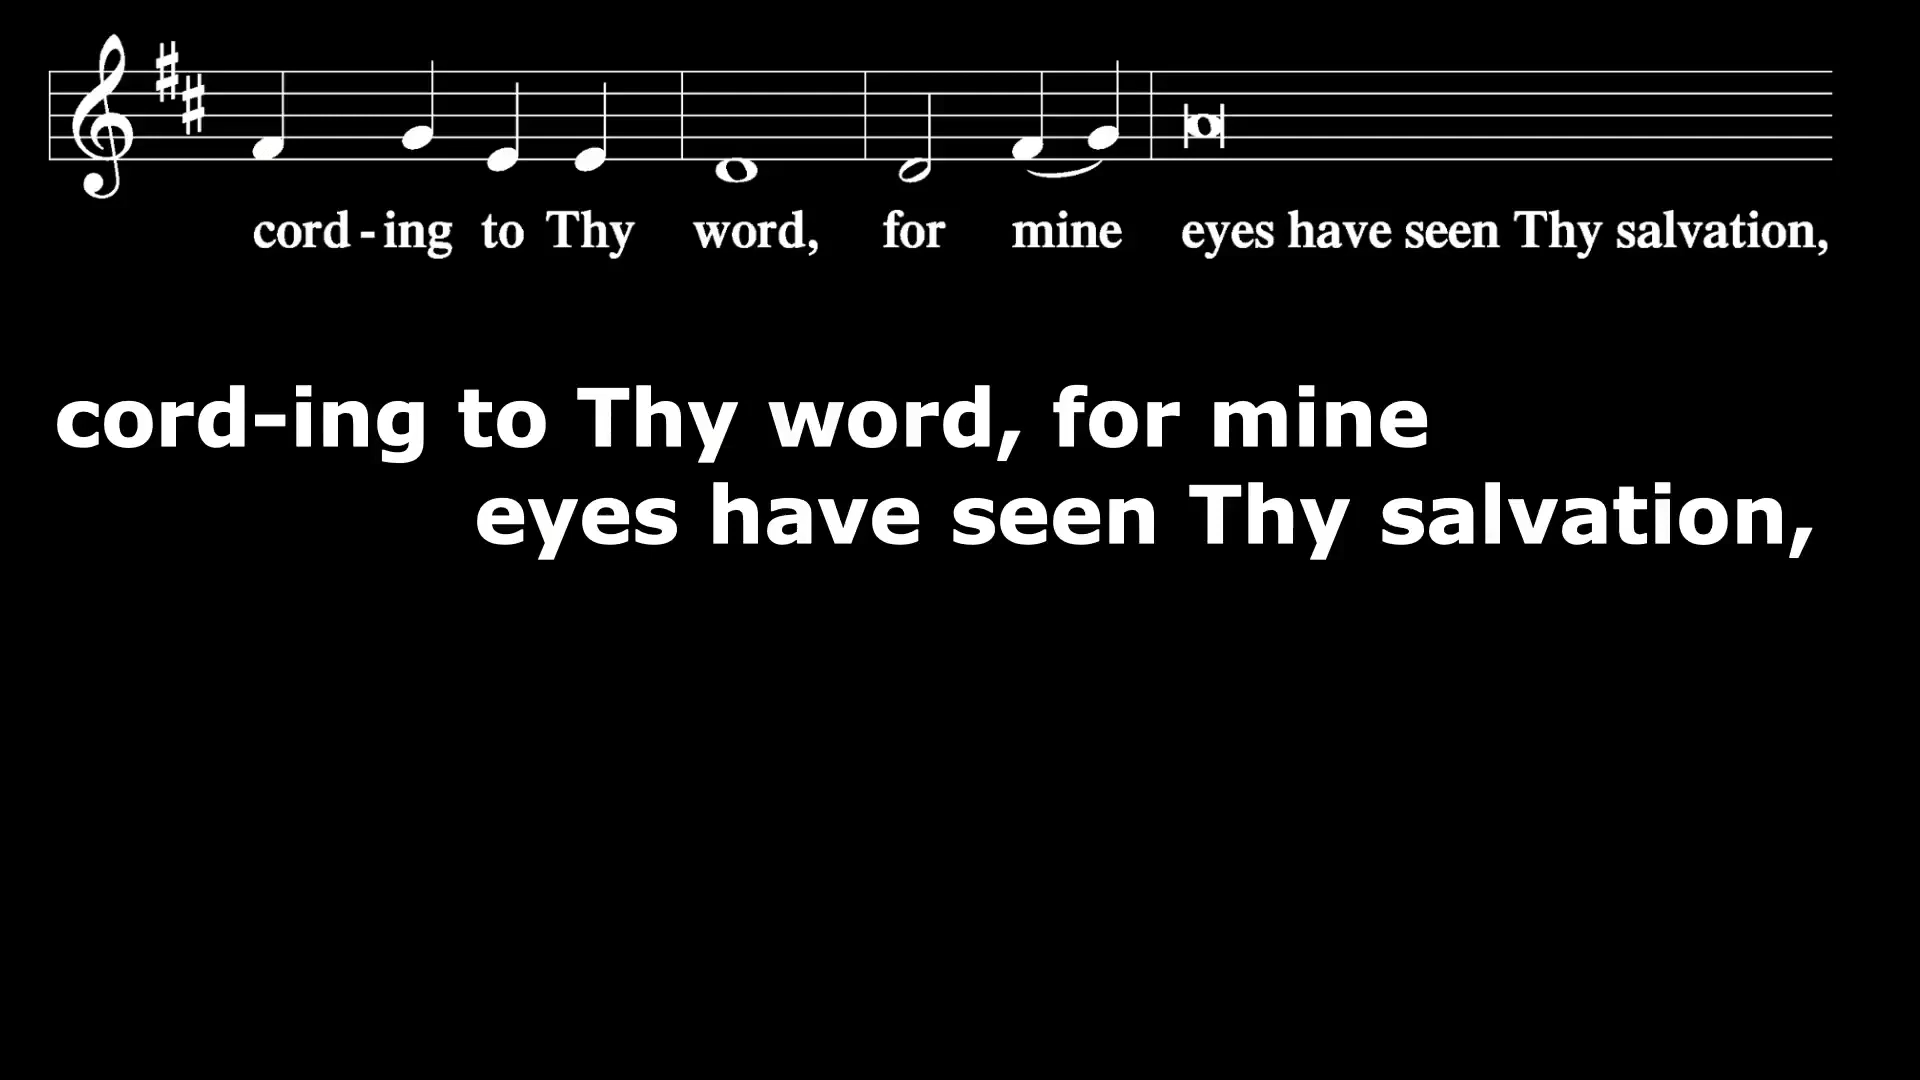 cord - ing to Thy word, for mine eyes have seen Thy salvation,
cord-ing to Thy word, for mine
eyes have seen Thy salvation,